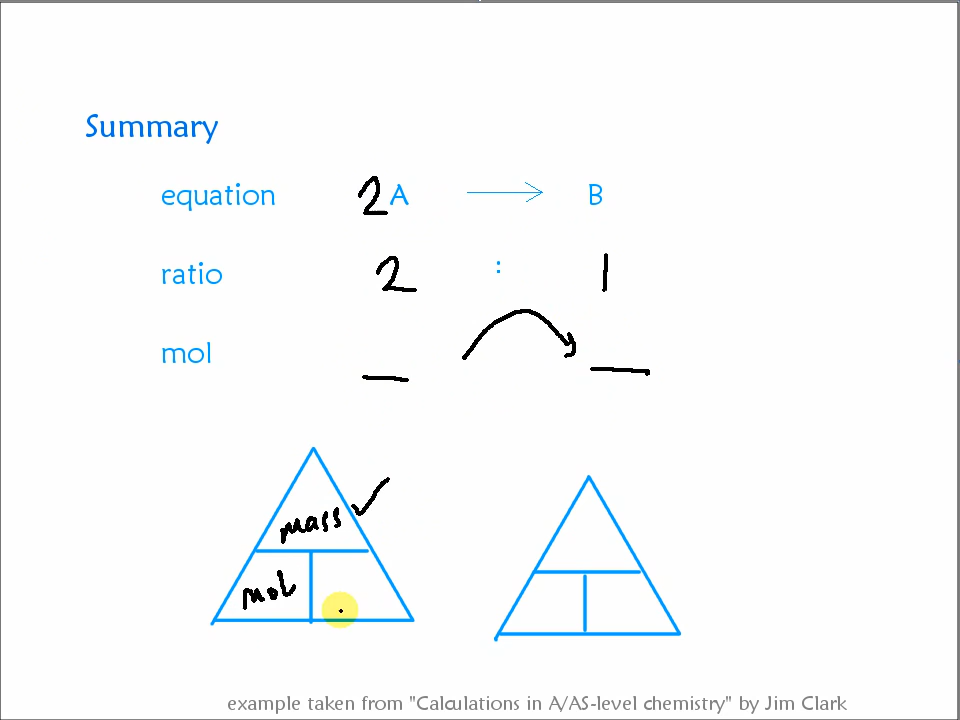 Summary
equation 2A B
ratio 2 : 1
mol
mass
mol
example taken from "Calculations in A/AS-level chemistry" by Jim Clark